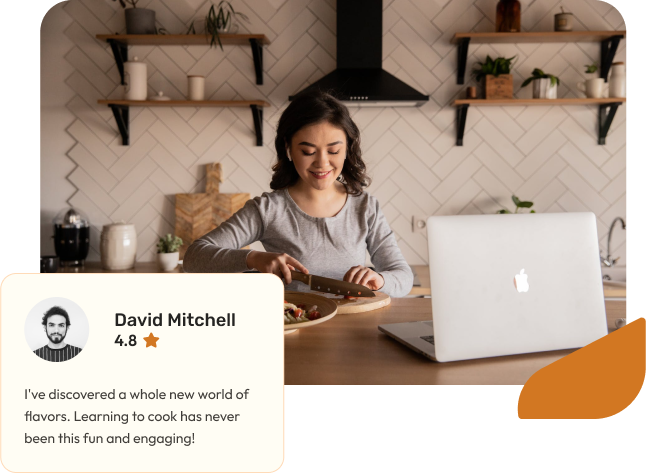 David Mitchell
4.8
I've discovered a whole new world of
flavors. Learning to cook has never
been this fun and engaging!